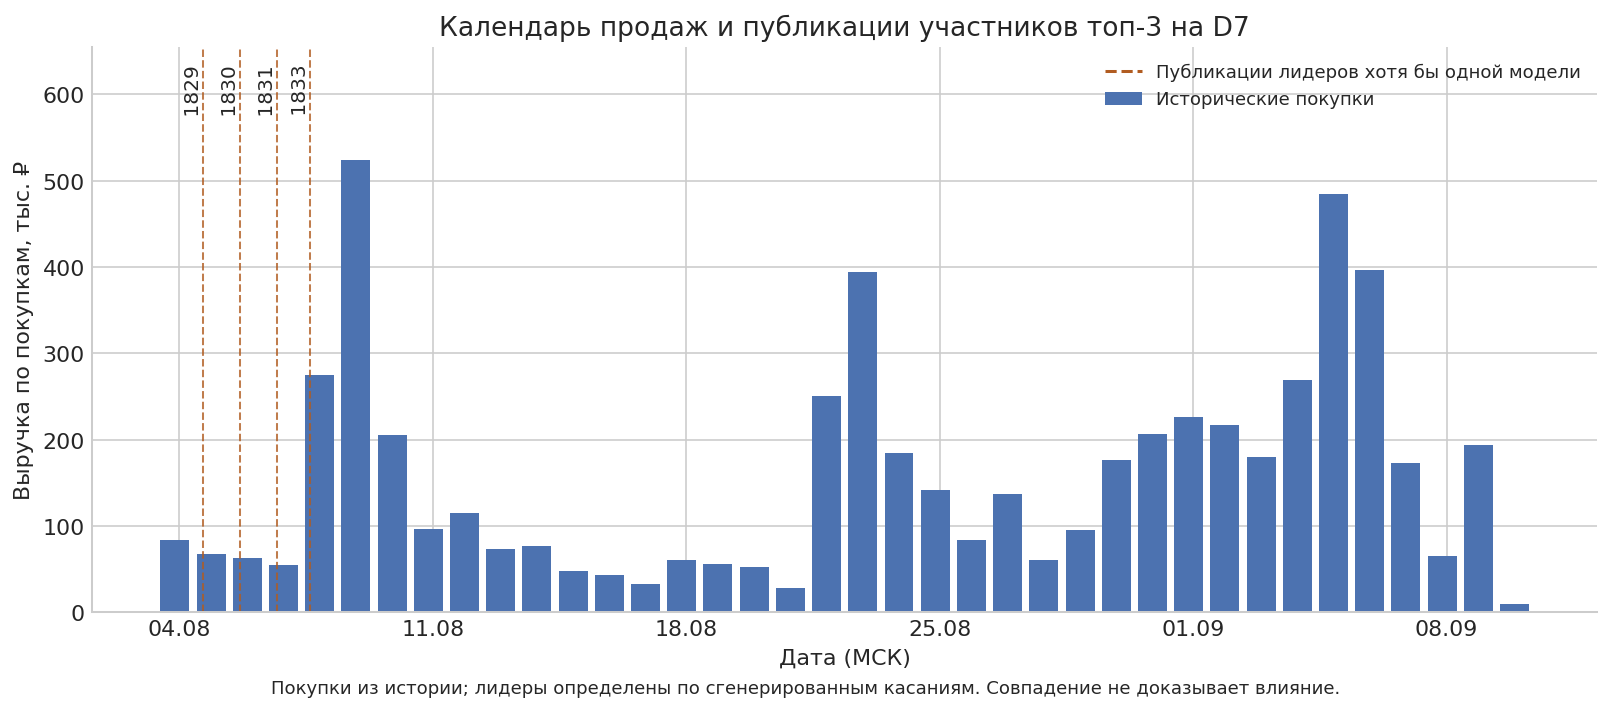 Календарь продаж и публикации участников топ-3 на D7
Публикации лидеров хотя бы одной модели
Исторические покупки
1829
1830
1831
1833
Выручка по покупкам, тыс. ₽
600
500
400
300
200
100
0
04.08 11.08 18.08 25.08 01.09 08.09
Дата (МСК)
Покупки из истории; лидеры определены по сгенерированным касаниям. Совпадение не доказывает влияние.